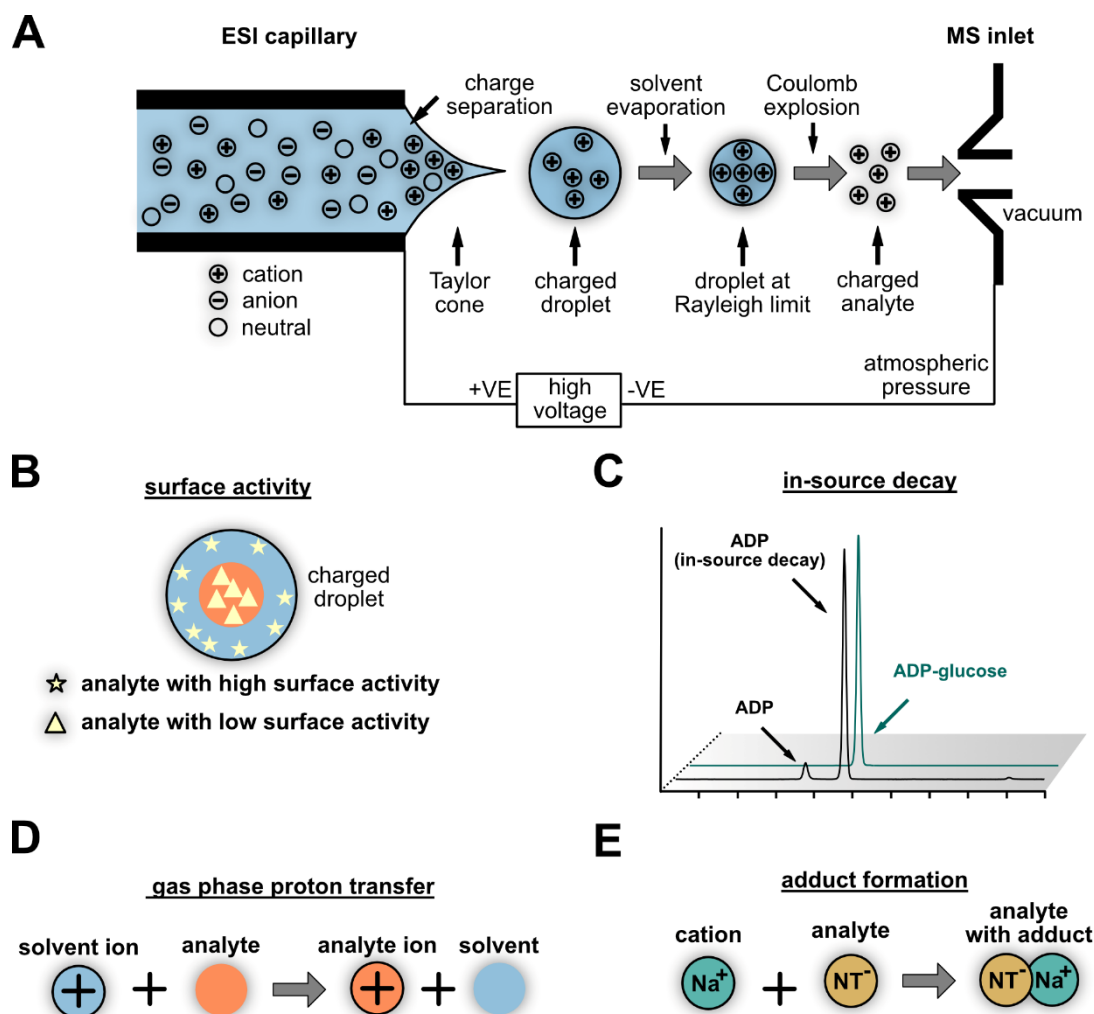 A
ESI capillary
MS inlet
charge
separation
solvent
evaporation
Coulomb
explosion
vacuum
cation
anion
neutral
Taylor
cone
charged
droplet
droplet at
Rayleigh limit
charged
analyte
atmospheric
pressure
+VE
high
voltage
-VE
B
surface activity
charged
droplet
analyte with high surface activity
analyte with low surface activity
C
in-source decay
ADP
(in-source decay)
ADP-glucose
ADP
D
gas phase proton transfer
solvent ion
analyte
analyte ion
solvent
+ + + +
E
adduct formation
cation
analyte
analyte
with adduct
Na+ + NT- NT- Na+